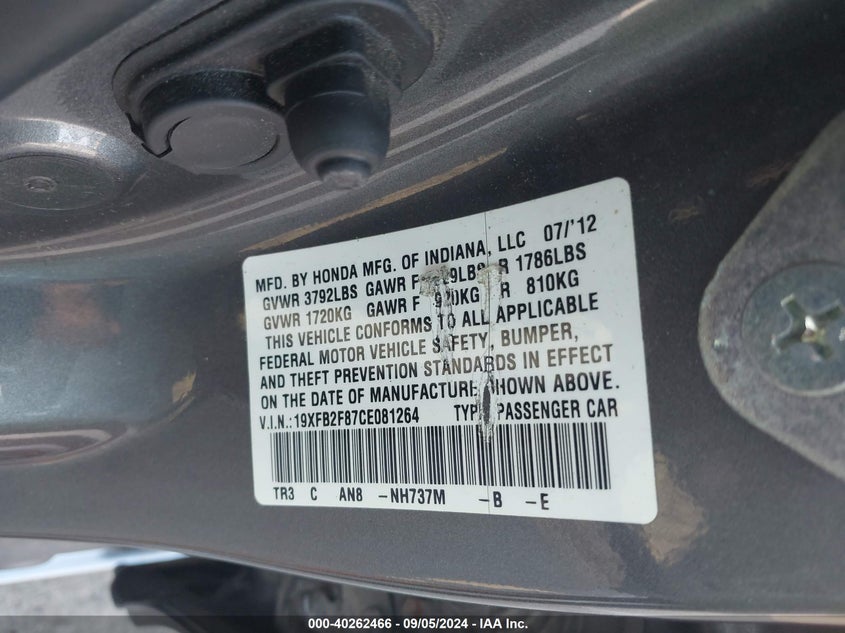 MFD. BY HONDA MFG. OF INDIANA, LLC 07/'12
GVWR 3792LBS GAWR F R 1786LBS
GVWR 1720KG GAWR F R 810KG
THIS VEHICLE CONFORMS TO ALL APPLICABLE
FEDERAL MOTOR VEHICLE SAFETY, BUMPER,
AND THEFT PREVENTION STANDARDS IN EFFECT
ON THE DATE OF MANUFACTURE SHOWN ABOVE.
V.I.N.:19XFB2F87CE081264 TYPE PASSENGER CAR
TR3 C AN8 -NH737M -B -E
000-40262466 - 09/05/2024 - IAA Inc.